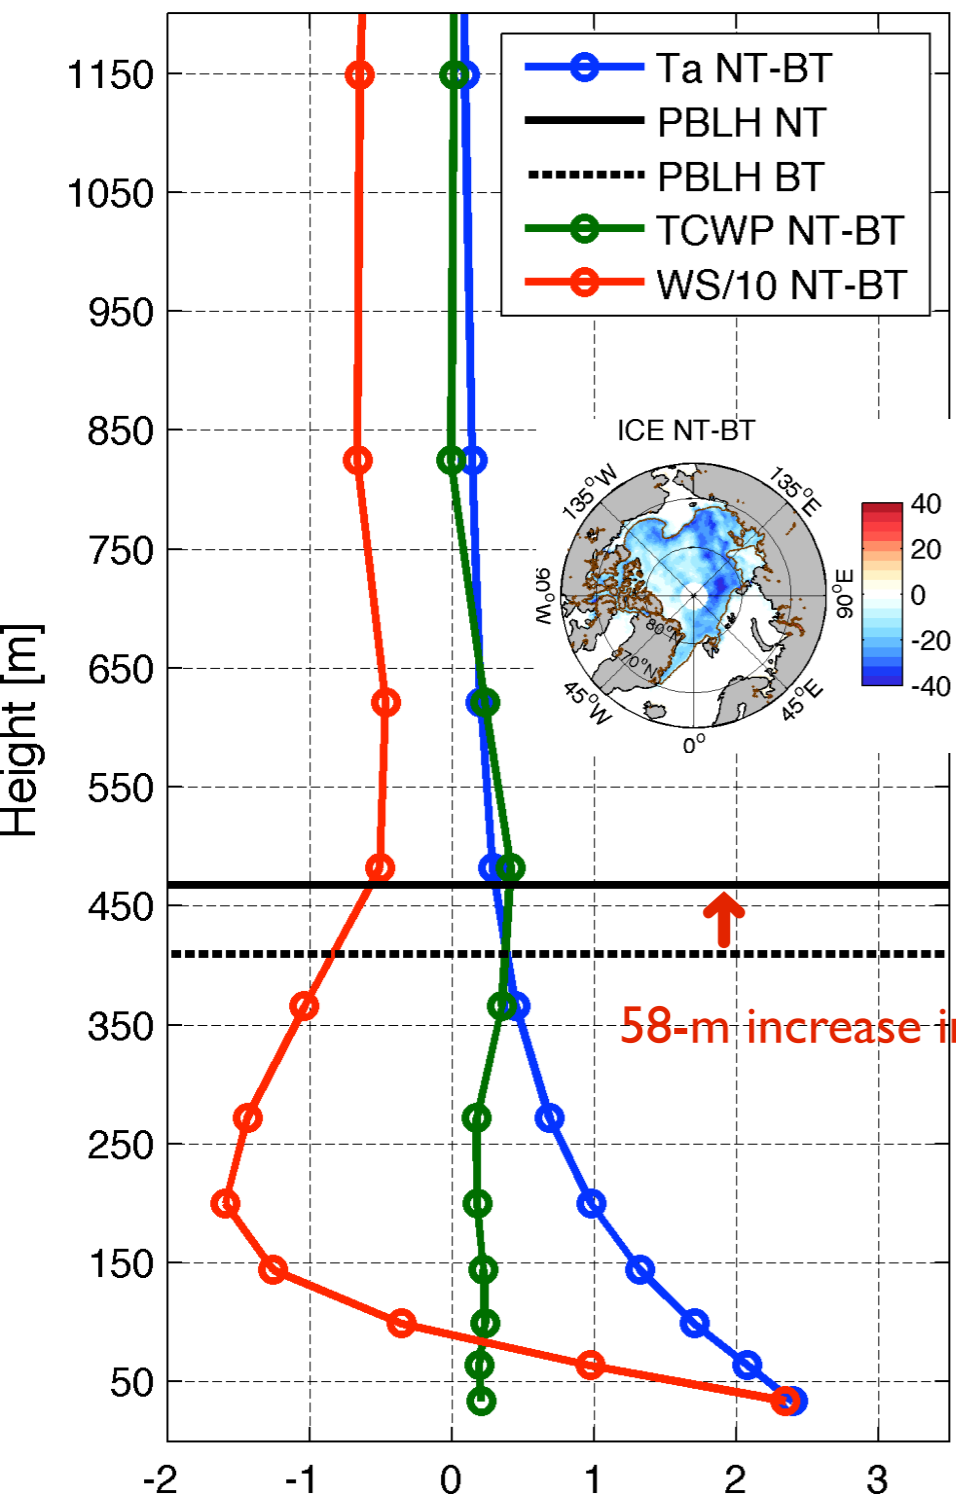 Ta NT-BT
PBLH NT
PBLH BT
TCWP NT-BT
WS/10 NT-BT
1150
1050
950
850
750
650
550
450
350
250
150
50
Height [m]
ICE NT-BT
135°W
135°E
90°W
90°E
80°
70°N
45°W
45°E
0°
40
20
0
-20
-40
58-m increase
-2 -1 0 1 2 3